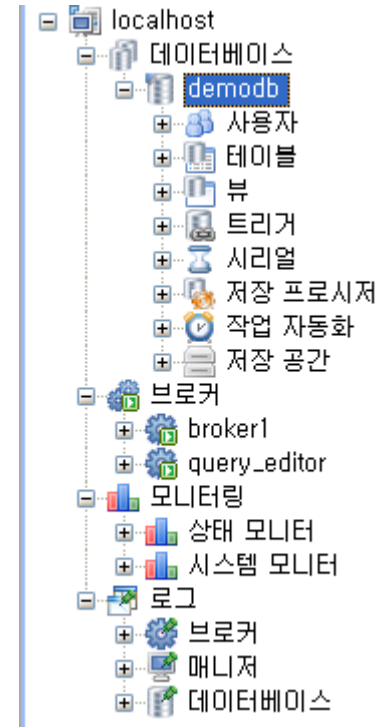 localhost
데이터베이스
demodb
사용자
테이블
뷰
트리거
시리얼
저장 프로시저
작업 자동화
저장 공간
브로커
broker1
query_editor
모니터링
상태 모니터
시스템 모니터
로그
브로커
매니저
데이터베이스